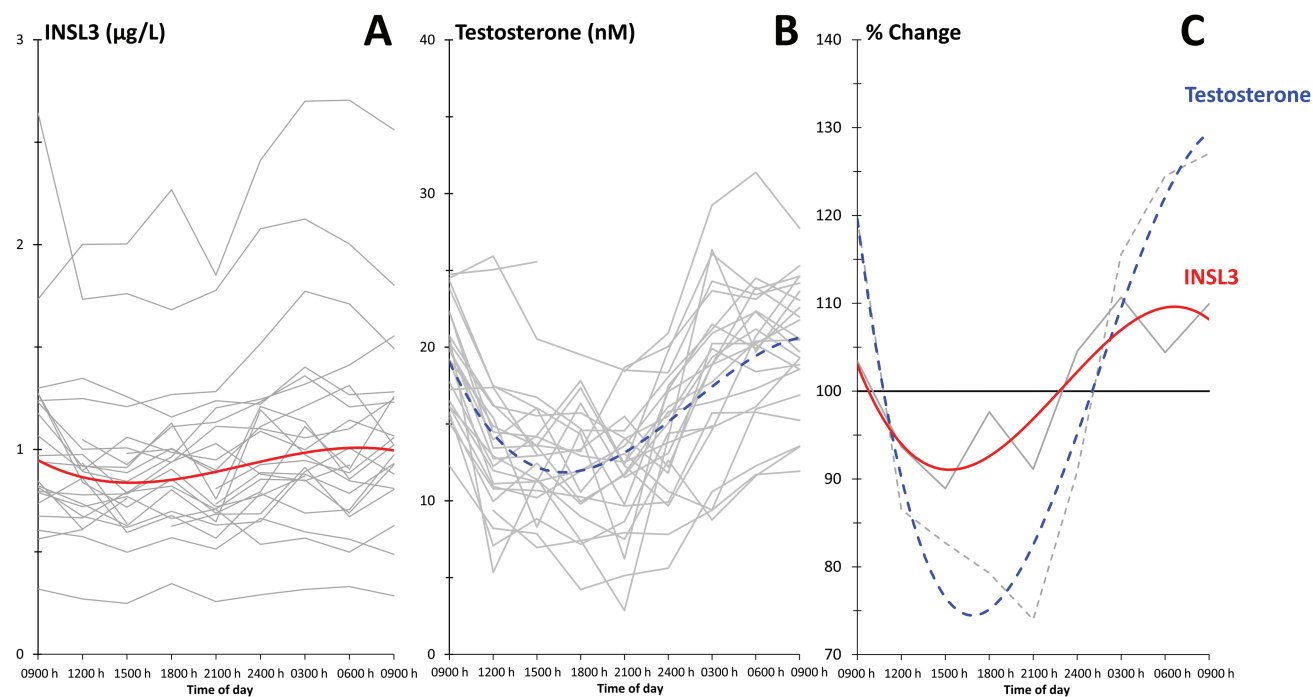 INSL3 (µg/L)
A
3
2
1
0
0900 h 1200 h 1500 h 1800 h 2100 h 2400 h 0300 h 0600 h 0900 h
Time of day
Testosterone (nM)
B
40
30
20
10
0
0900 h 1200 h 1500 h 1800 h 2100 h 2400 h 0300 h 0600 h 0900 h
Time of day
% Change
C
140
130
120
110
100
90
80
70
Testosterone
INSL3
0900 h 1200 h 1500 h 1800 h 2100 h 2400 h 0300 h 0600 h 0900 h
Time of day